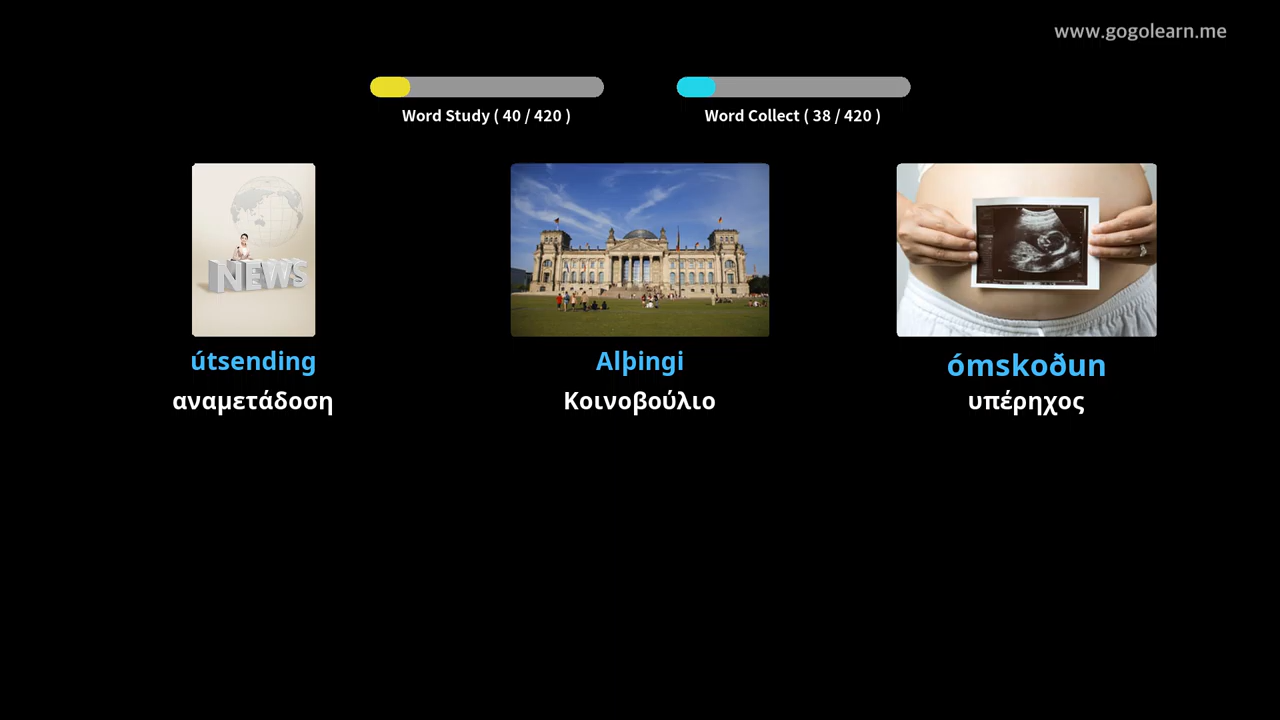 www.gogolearn.me
Word Study ( 40 / 420 )
Word Collect ( 38 / 420 )
NEWS
útsending
Alþingi
ómskoðun
αναμετάδοση
Κοινοβούλιο
υπέρηχος